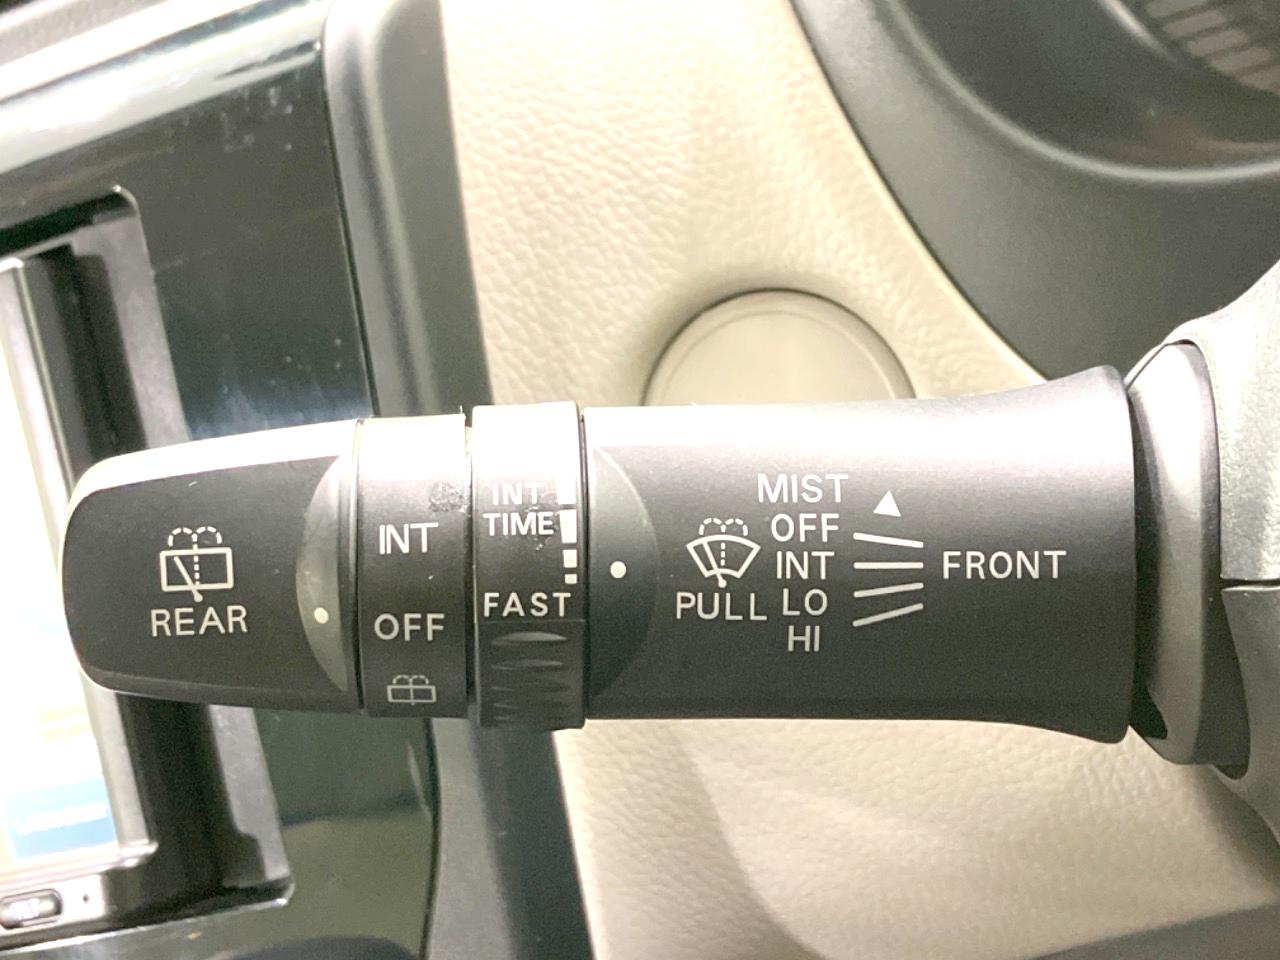 REAR
INT
OFF
INT
TIME
FAST
PULL
MIST
OFF
INT
LO
HI
FRONT